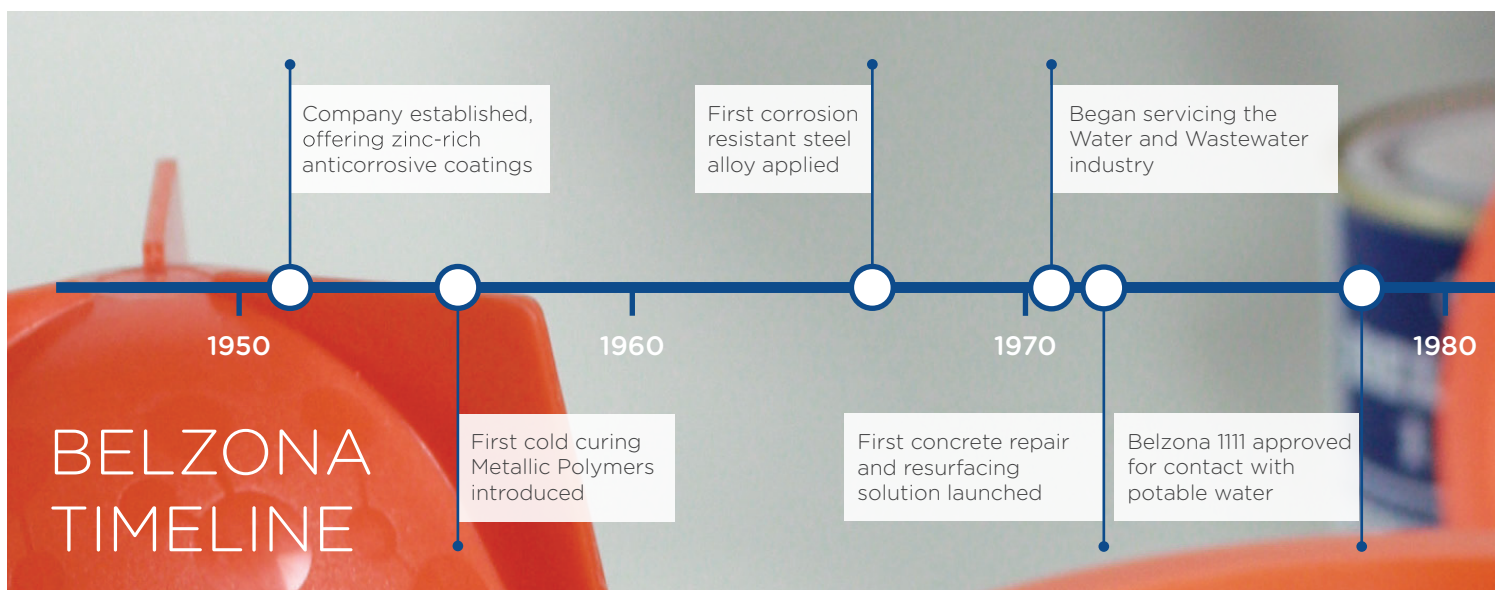 Company established,
offering zinc-rich
anticorrosive coatings
First corrosion
resistant steel
alloy applied
Began servicing the
Water and Wastewater
industry
1950
1960
1970
1980
BELZONA
TIMELINE
First cold curing
Metallic Polymers
introduced
First concrete repair
and resurfacing
solution launched
Belzona 1111 approved
for contact with
potable water